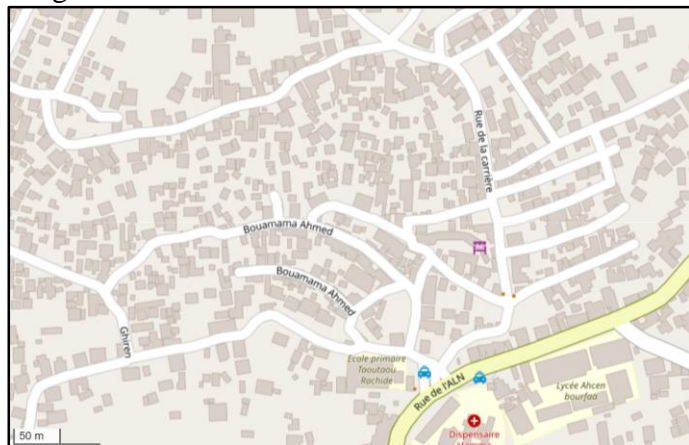 Rue de la carrière
Bouamama Ahmed
Bouamama Ahmed
Ghiren
Ecole primaire
Taoutaou
Rachide
Rue de l'ALN
Lycée Ahcen
bourfaa
Dispensaire
50 m